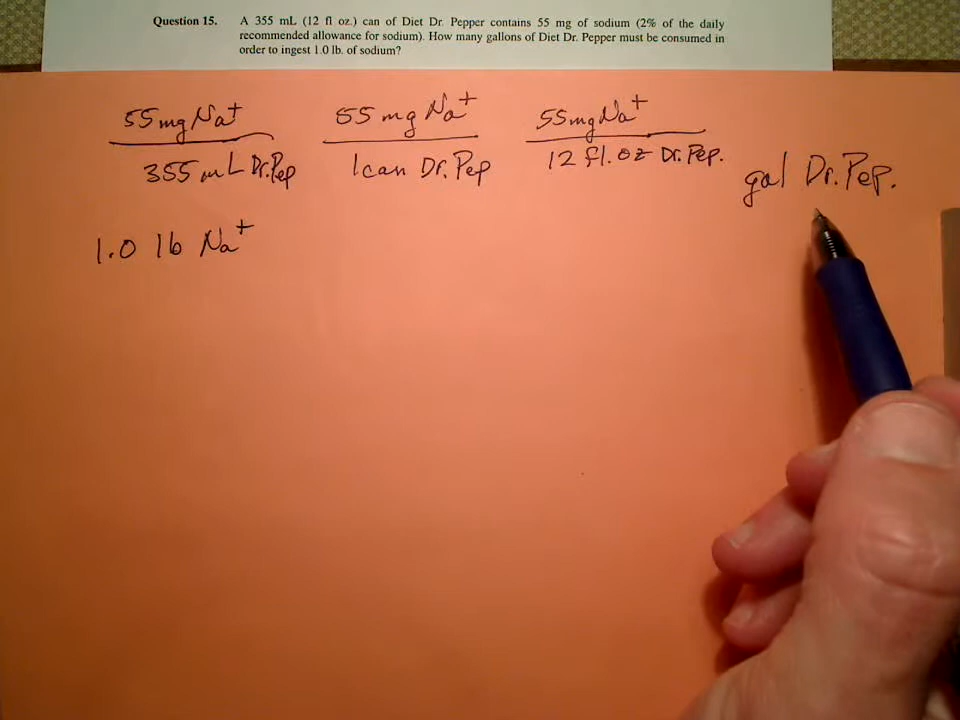 Question 15. A 355 mL (12 fl oz.) can of Diet Dr. Pepper contains 55 mg of sodium (2% of the daily
recommended allowance for sodium). How many gallons of Diet Dr. Pepper must be consumed in
order to ingest 1.0 lb. of sodium?
55 mg Na+ 55 mg Na+ 55 mg Na+
355 mL Dr. Pep 1 can Dr. Pep 12 fl. oz Dr. Pep.
gal Dr. Pep.
1.0 lb Na+